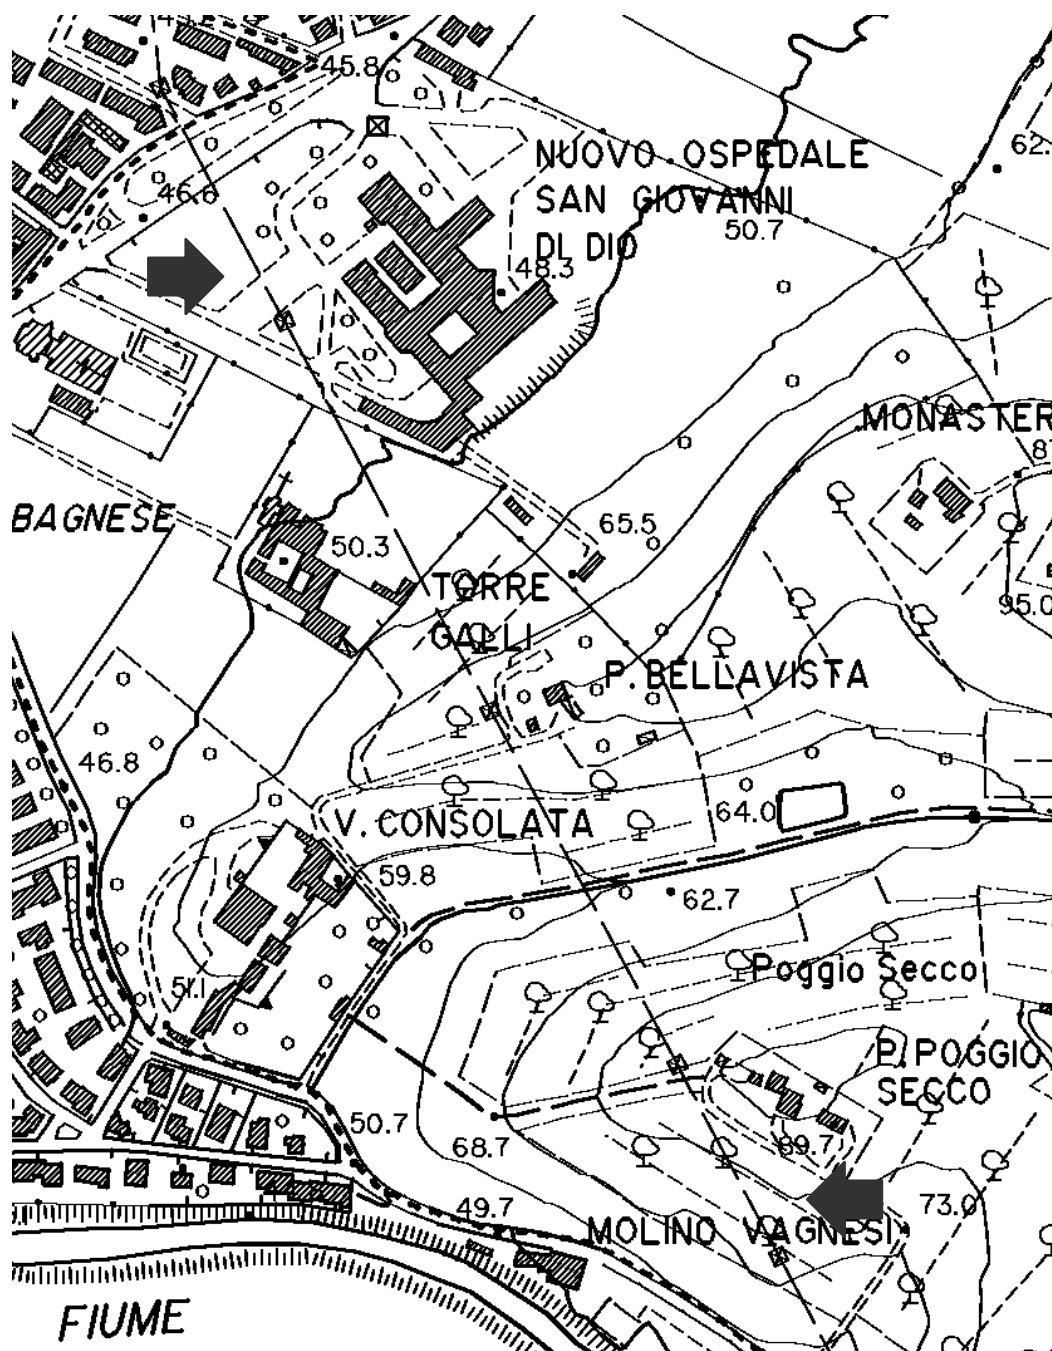 45.8
NUOVO OSPEDALE
SAN GIOVANNI
DI DIO
62.
46.6
50.7
48.3
MONASTER
BAGNESE
65.5
50.3
TORRE
GALLI
95.0
P. BELLAVISTA
46.8
64.0
V. CONSOLATA
59.8
62.7
Poggio Secco
51.1
P. POGGIO
SECCO
50.7
68.7
89.7
49.7
73.0
MOLINO VAGNESI
FIUME